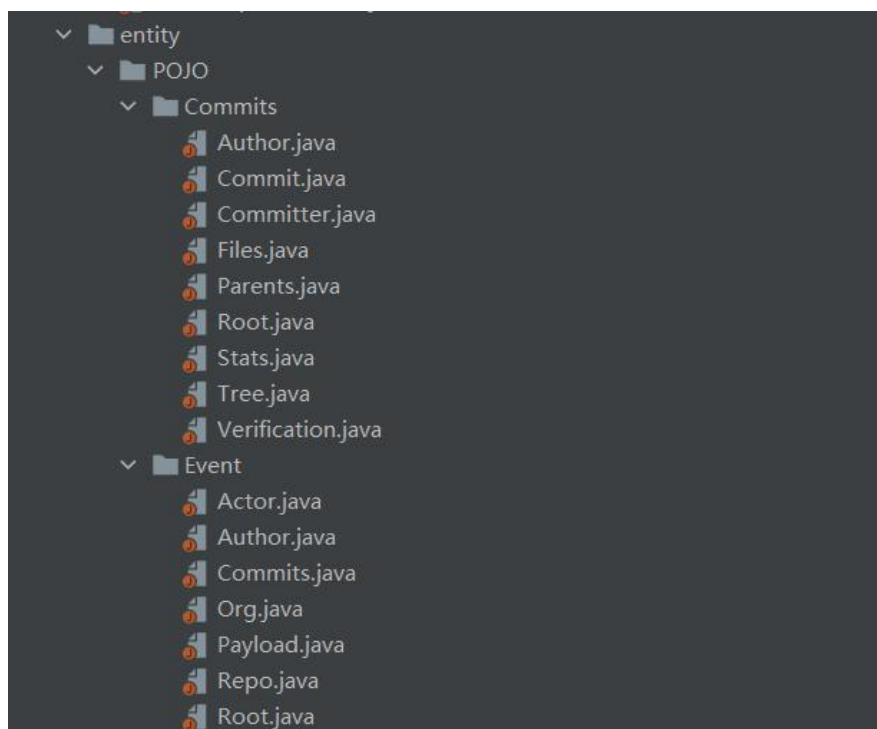 entity
POJO
Commits
Author.java
Commit.java
Committer.java
Files.java
Parents.java
Root.java
Stats.java
Tree.java
Verification.java
Event
Actor.java
Author.java
Commits.java
Org.java
Payload.java
Repo.java
Root.java